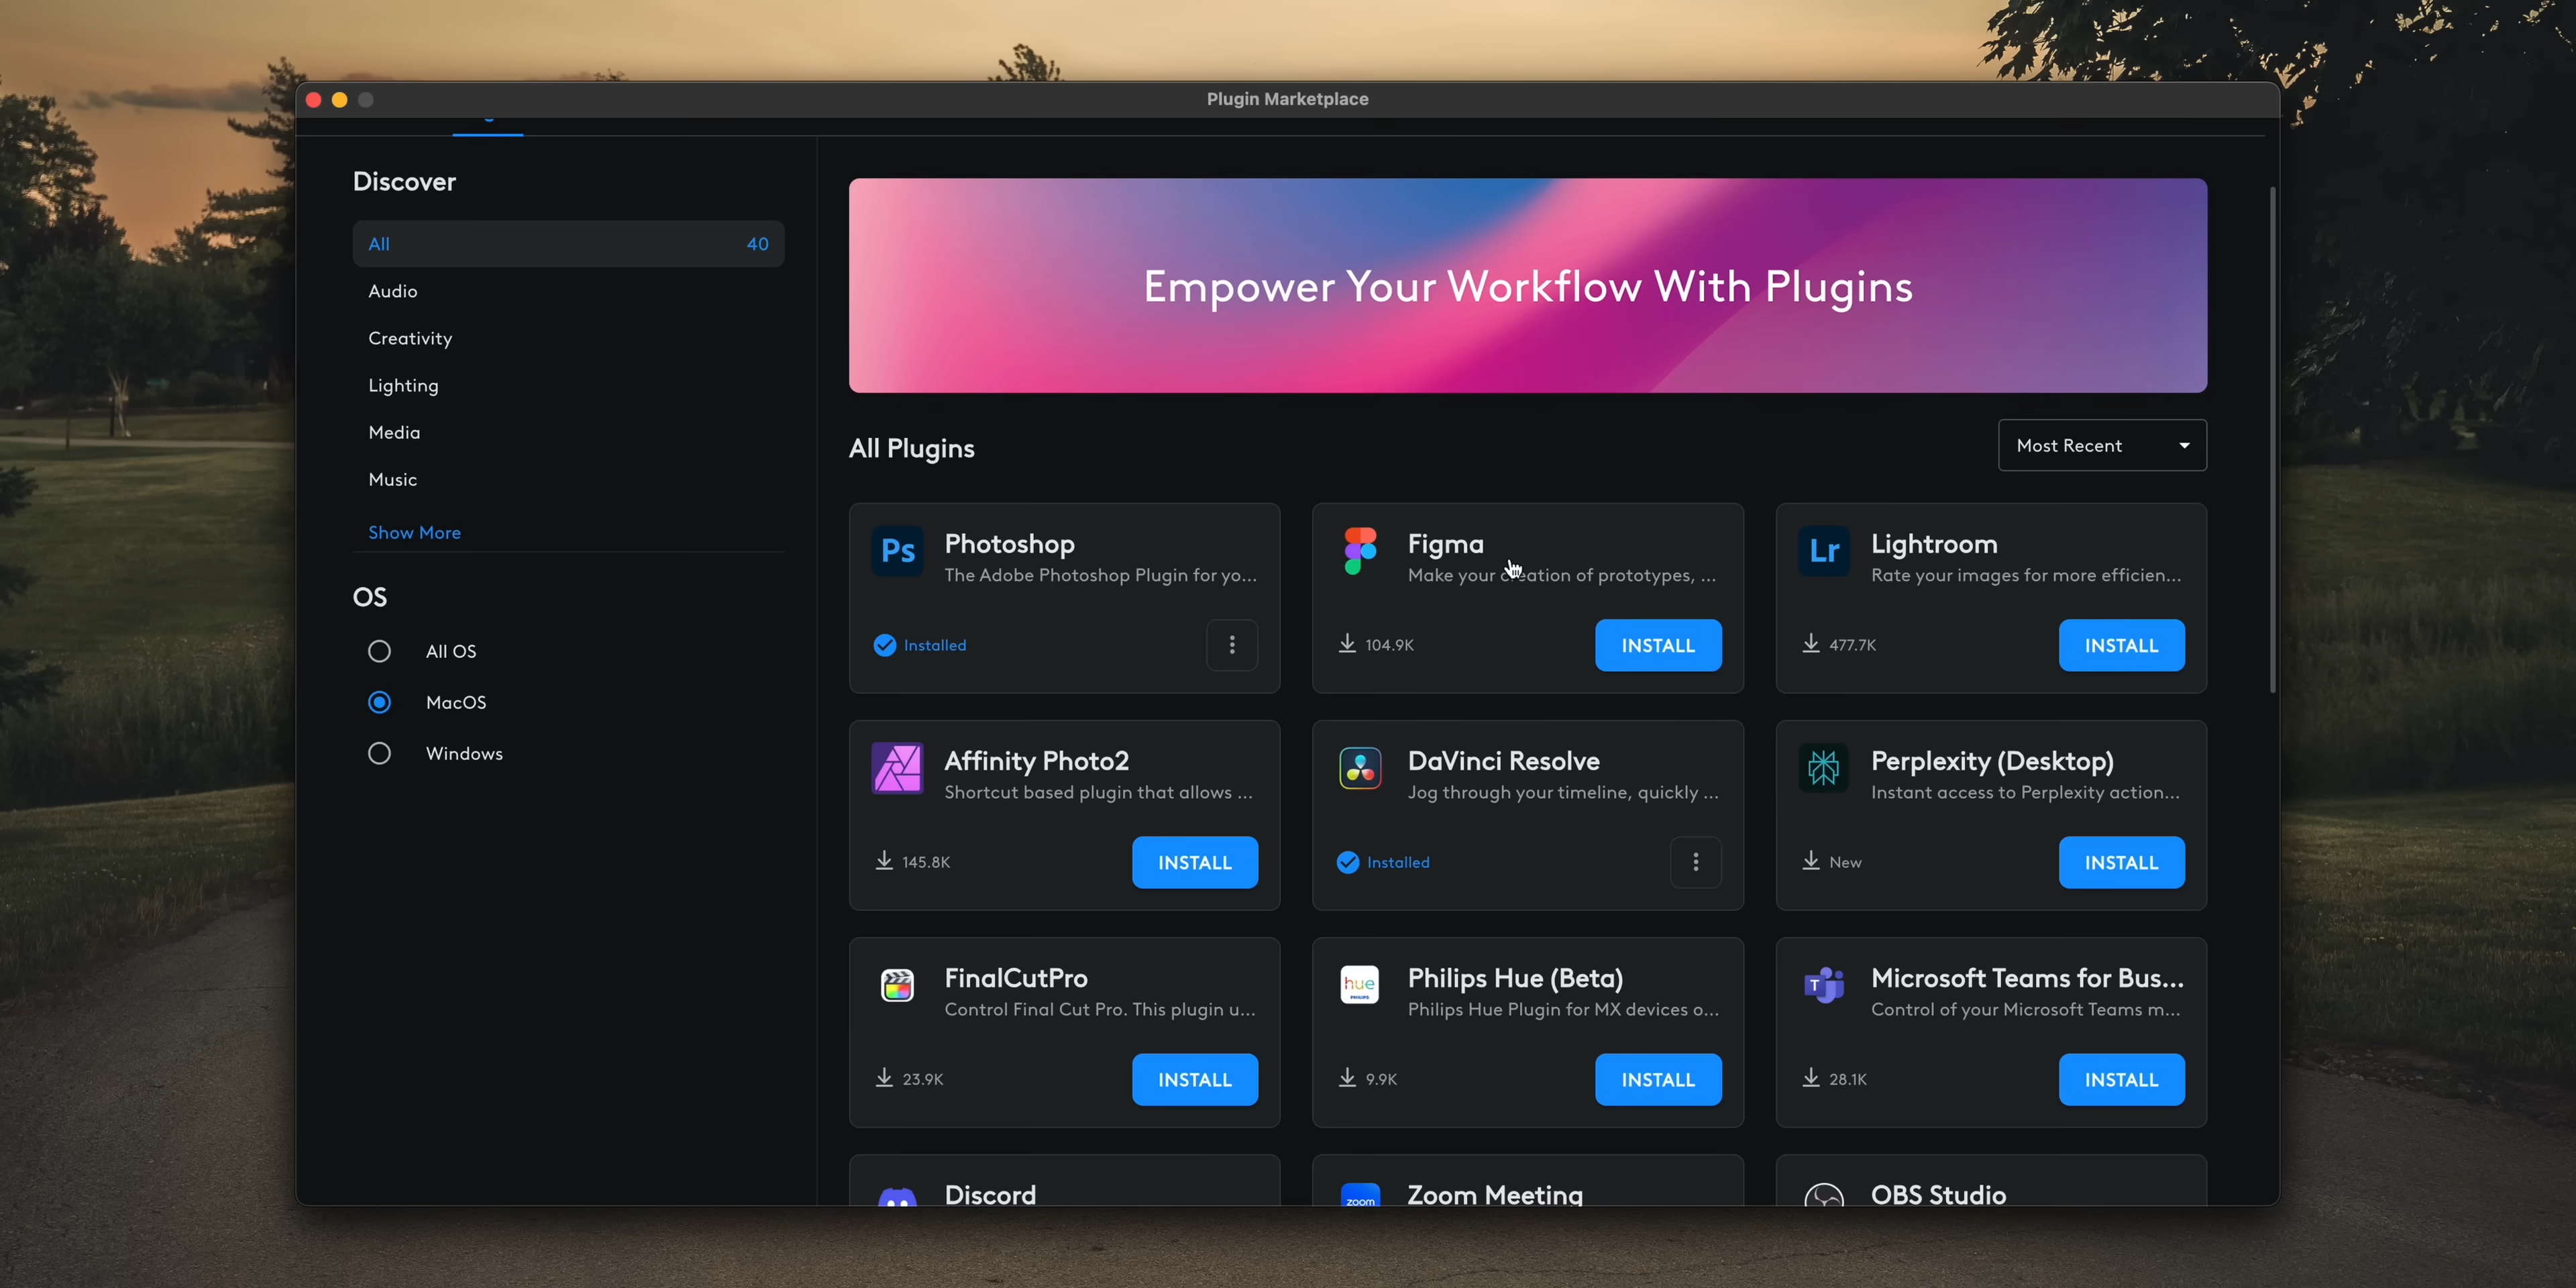 Plugin Marketplace
Discover
All 40
Audio
Creativity
Lighting
Media
Music
Show More
OS
All OS
MacOS
Windows
Empower Your Workflow With Plugins
All Plugins
Most Recent
Ps
Photoshop
The Adobe Photoshop Plugin for yo...
Installed
Figma
Make your creation of prototypes, ...
104.9K
INSTALL
Lr
Lightroom
Rate your images for more efficien...
477.7K
INSTALL
Affinity Photo2
Shortcut based plugin that allows ...
145.8K
INSTALL
DaVinci Resolve
Jog through your timeline, quickly ...
Installed
Perplexity (Desktop)
Instant access to Perplexity action...
New
INSTALL
FinalCutPro
Control Final Cut Pro. This plugin u...
23.9K
INSTALL
hue
PHILIPS
Philips Hue (Beta)
Philips Hue Plugin for MX devices o...
9.9K
INSTALL
T
Microsoft Teams for Bus...
Control of your Microsoft Teams m...
28.1K
INSTALL
Discord
zoom
Zoom Meeting
OBS Studio